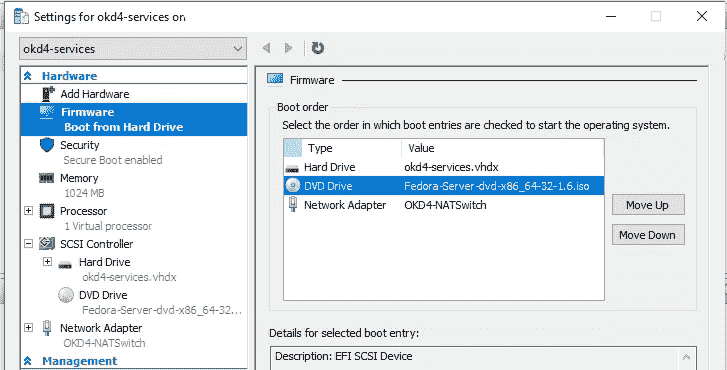 Settings for okd4-services on
okd4-services
Hardware
Add Hardware
Firmware
Boot from Hard Drive
Security
Secure Boot enabled
Memory
1024 MB
Processor
1 Virtual processor
SCSI Controller
Hard Drive
okd4-services.vhdx
DVD Drive
Fedora-Server-dvd-x86_64-32...
Network Adapter
OKD4-NATSwitch
Management
Firmware
Boot order
Select the order in which boot entries are checked to start the operating system.
Type Value
Hard Drive okd4-services.vhdx
DVD Drive Fedora-Server-dvd-x86_64-32-1.6.iso
Network Adapter OKD4-NATSwitch
Move Up
Move Down
Details for selected boot entry:
Description: EFI SCSI Device